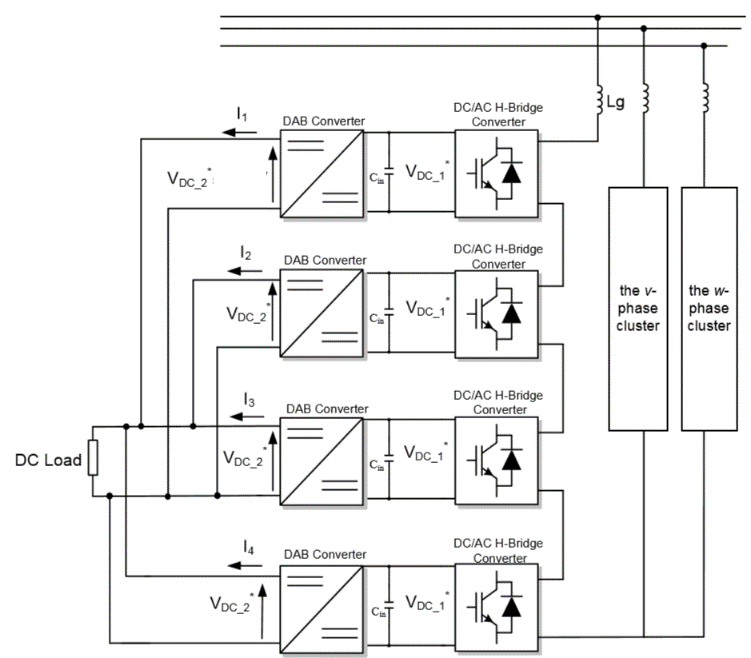 I1
DAB Converter
DC/AC H-Bridge
Converter
Lg
VDC_2*
Cin
VDC_1*
I2
DAB Converter
DC/AC H-Bridge
Converter
VDC_2*
Cin
VDC_1*
the v-
phase
cluster
the w-
phase
cluster
I3
DAB Converter
DC/AC H-Bridge
Converter
DC Load
VDC_2*
Cin
VDC_1*
I4
DAB Converter
DC/AC H-Bridge
Converter
VDC_2*
Cin
VDC_1*